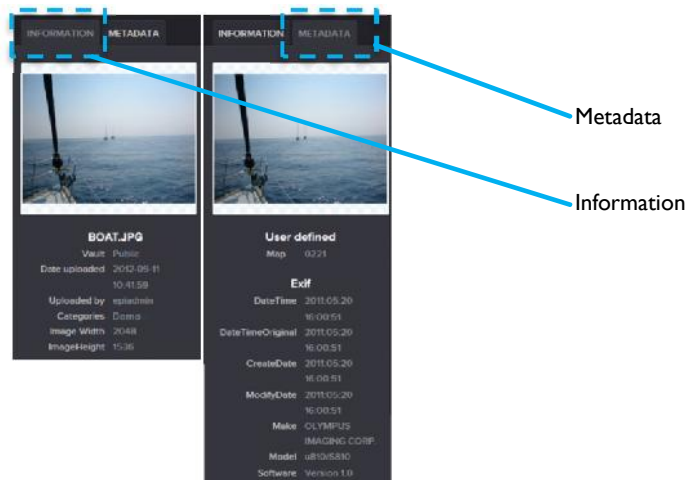 INFORMATION METADATA
BOAT.JPG
Vault Public
Date uploaded 2012-05-11
10:41:59
Uploaded by epiadmin
Categories Demo
Image Width 2048
ImageHeight 1536
INFORMATION METADATA
User defined
Map 0221
Exif
DateTime 2011:05:20
16:00:51
DateTimeOriginal 2011:05:20
16:00:51
CreateDate 2011:05:20
16:00:51
ModifyDate 2011:05:20
16:00:51
Make OLYMPUS
IMAGING CORP.
Model u810/S810
Software Version 1.0
Metadata
Information